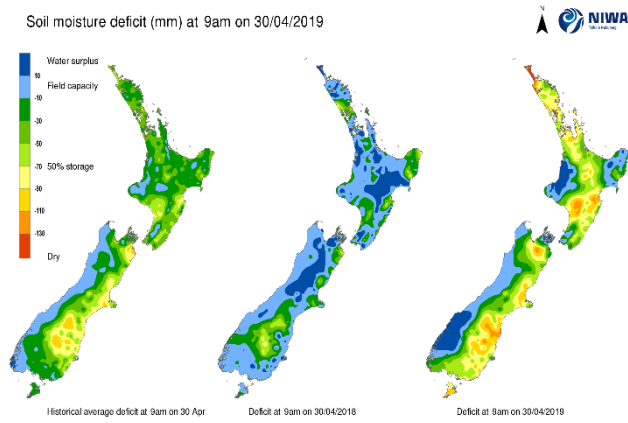 Soil moisture deficit (mm) at 9am on 30/04/2019
NIWA
Water surplus
10
Field capacity
-10
-30
-50
50% storage
-70
-90
-110
-130
Dry
Historical average deficit at 9am on 30 Apr
Deficit at 9am on 30/04/2018
Deficit at 9am on 30/04/2019